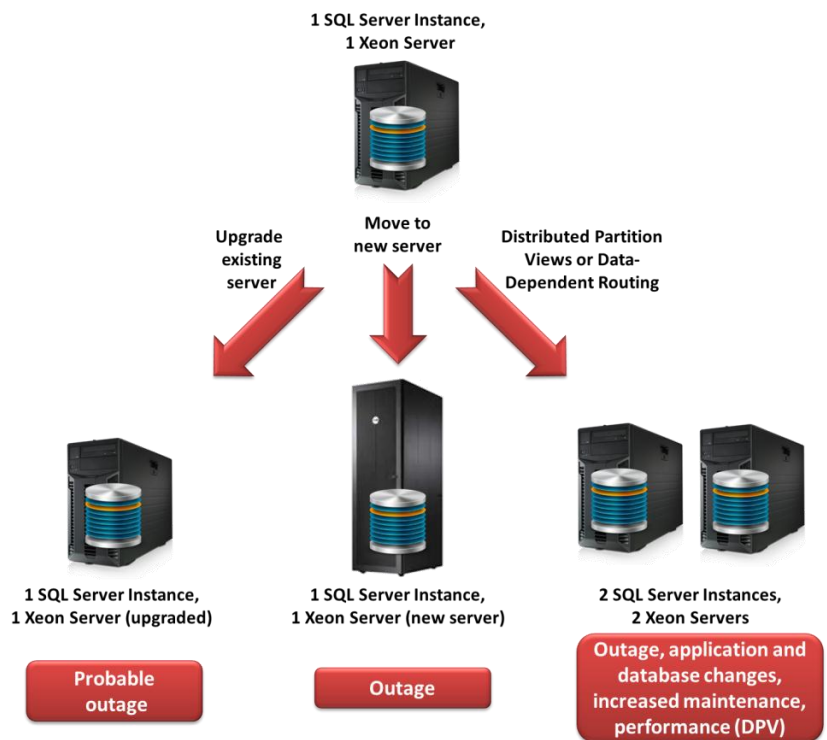 1 SQL Server Instance,
1 Xeon Server
Upgrade
existing
server
Move to
new server
Distributed Partition
Views or Data-
Dependent Routing
1 SQL Server Instance,
1 Xeon Server (upgraded)
1 SQL Server Instance,
1 Xeon Server (new server)
2 SQL Server Instances,
2 Xeon Servers
Probable
outage
Outage
Outage, application and
database changes,
increased maintenance,
performance (DPV)